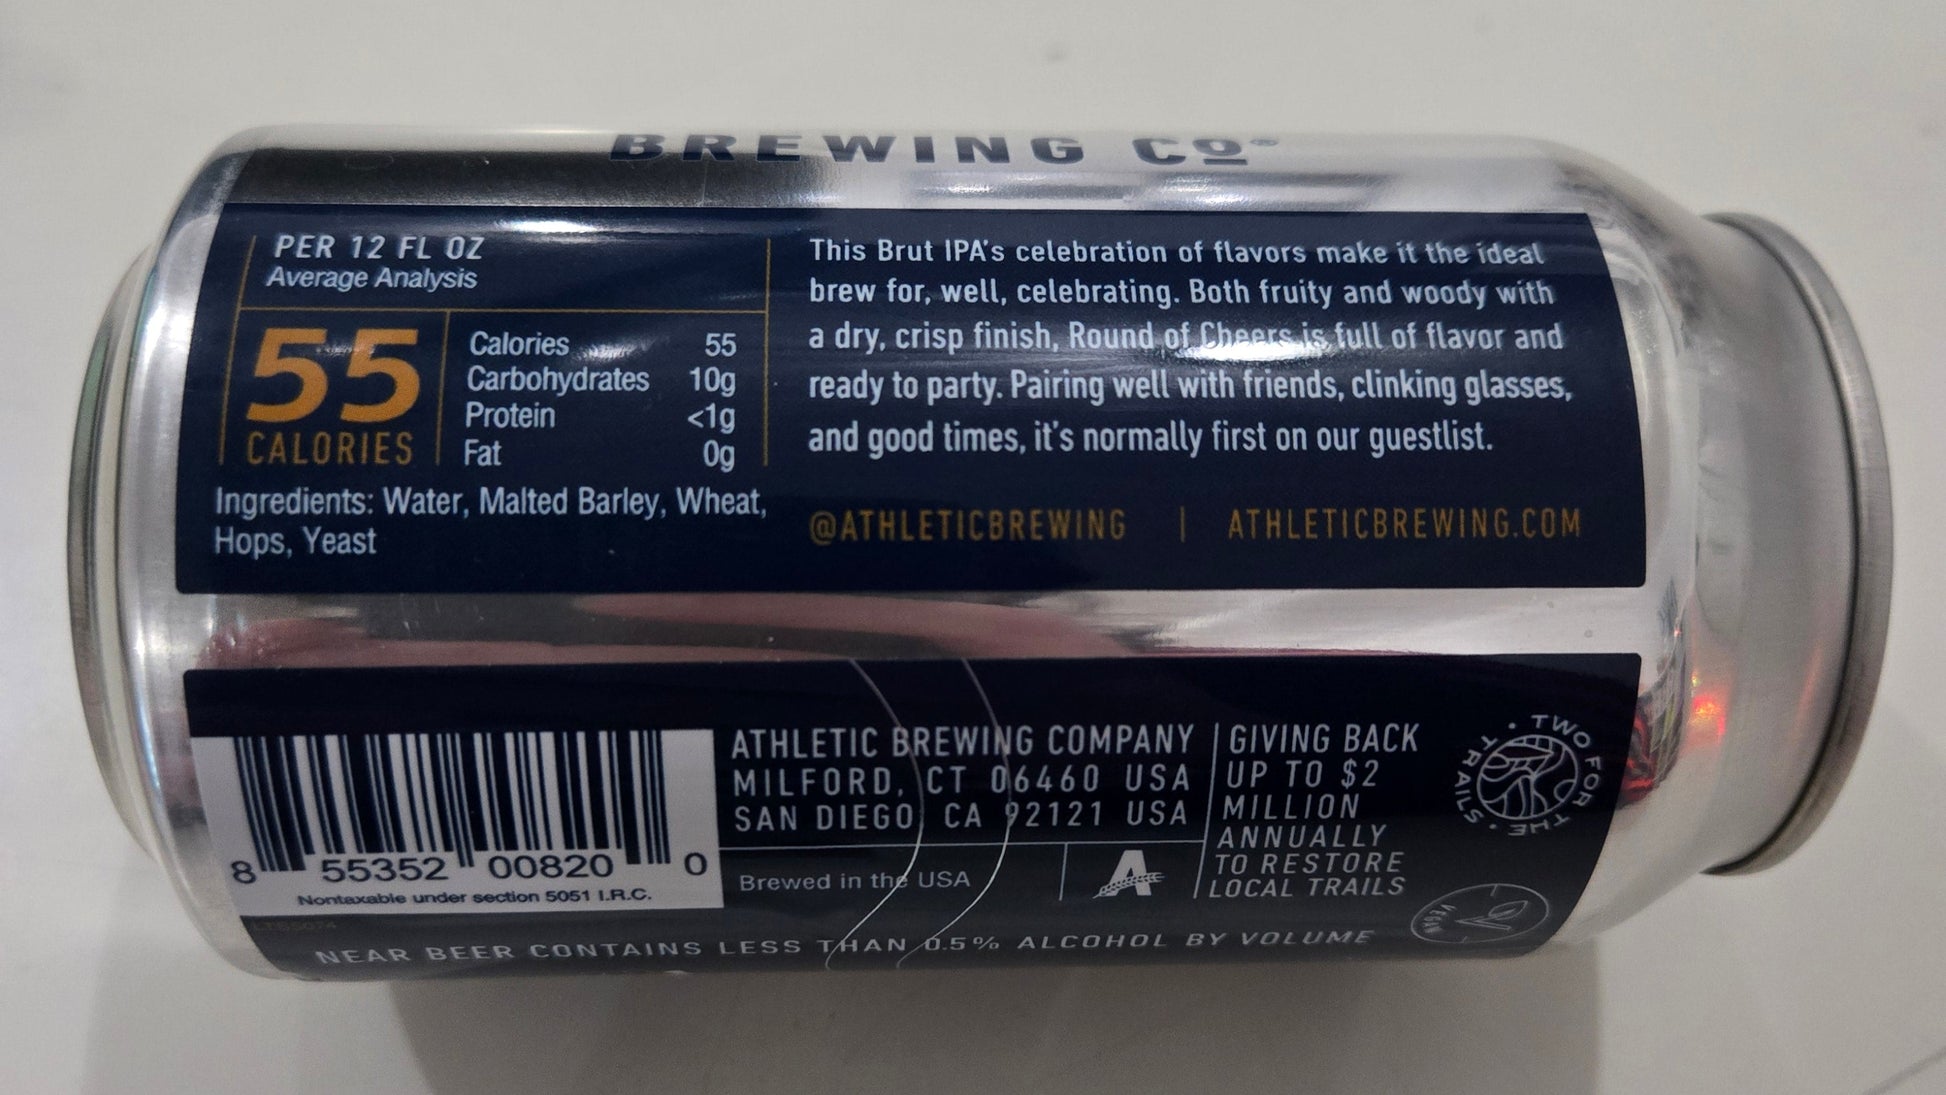 BREWING Co
PER 12 FL OZ
Average Analysis
55
CALORIES
Calories 55
Carbohydrates 10g
Protein <1g
Fat 0g
Ingredients: Water, Malted Barley, Wheat,
Hops, Yeast
This Brut IPA's celebration of flavors make it the ideal
brew for, well, celebrating. Both fruity and woody with
a dry, crisp finish, Round of Cheers is full of flavor and
ready to party. Pairing well with friends, clinking glasses,
and good times, it's normally first on our guestlist.
@ATHLETICBREWING | ATHLETICBREWING.COM
8 55352 00820 0
Nontaxable under section 5051 I.R.C.
ATHLETIC BREWING COMPANY
MILFORD, CT 06460 USA
SAN DIEGO, CA 92121 USA
Brewed in the USA
A
GIVING BACK
UP TO $2
MILLION
ANNUALLY
TO RESTORE
LOCAL TRAILS
· TWO FOR THE · TRAILS
VEGAN
NEAR BEER CONTAINS LESS THAN 0.5% ALCOHOL BY VOLUME